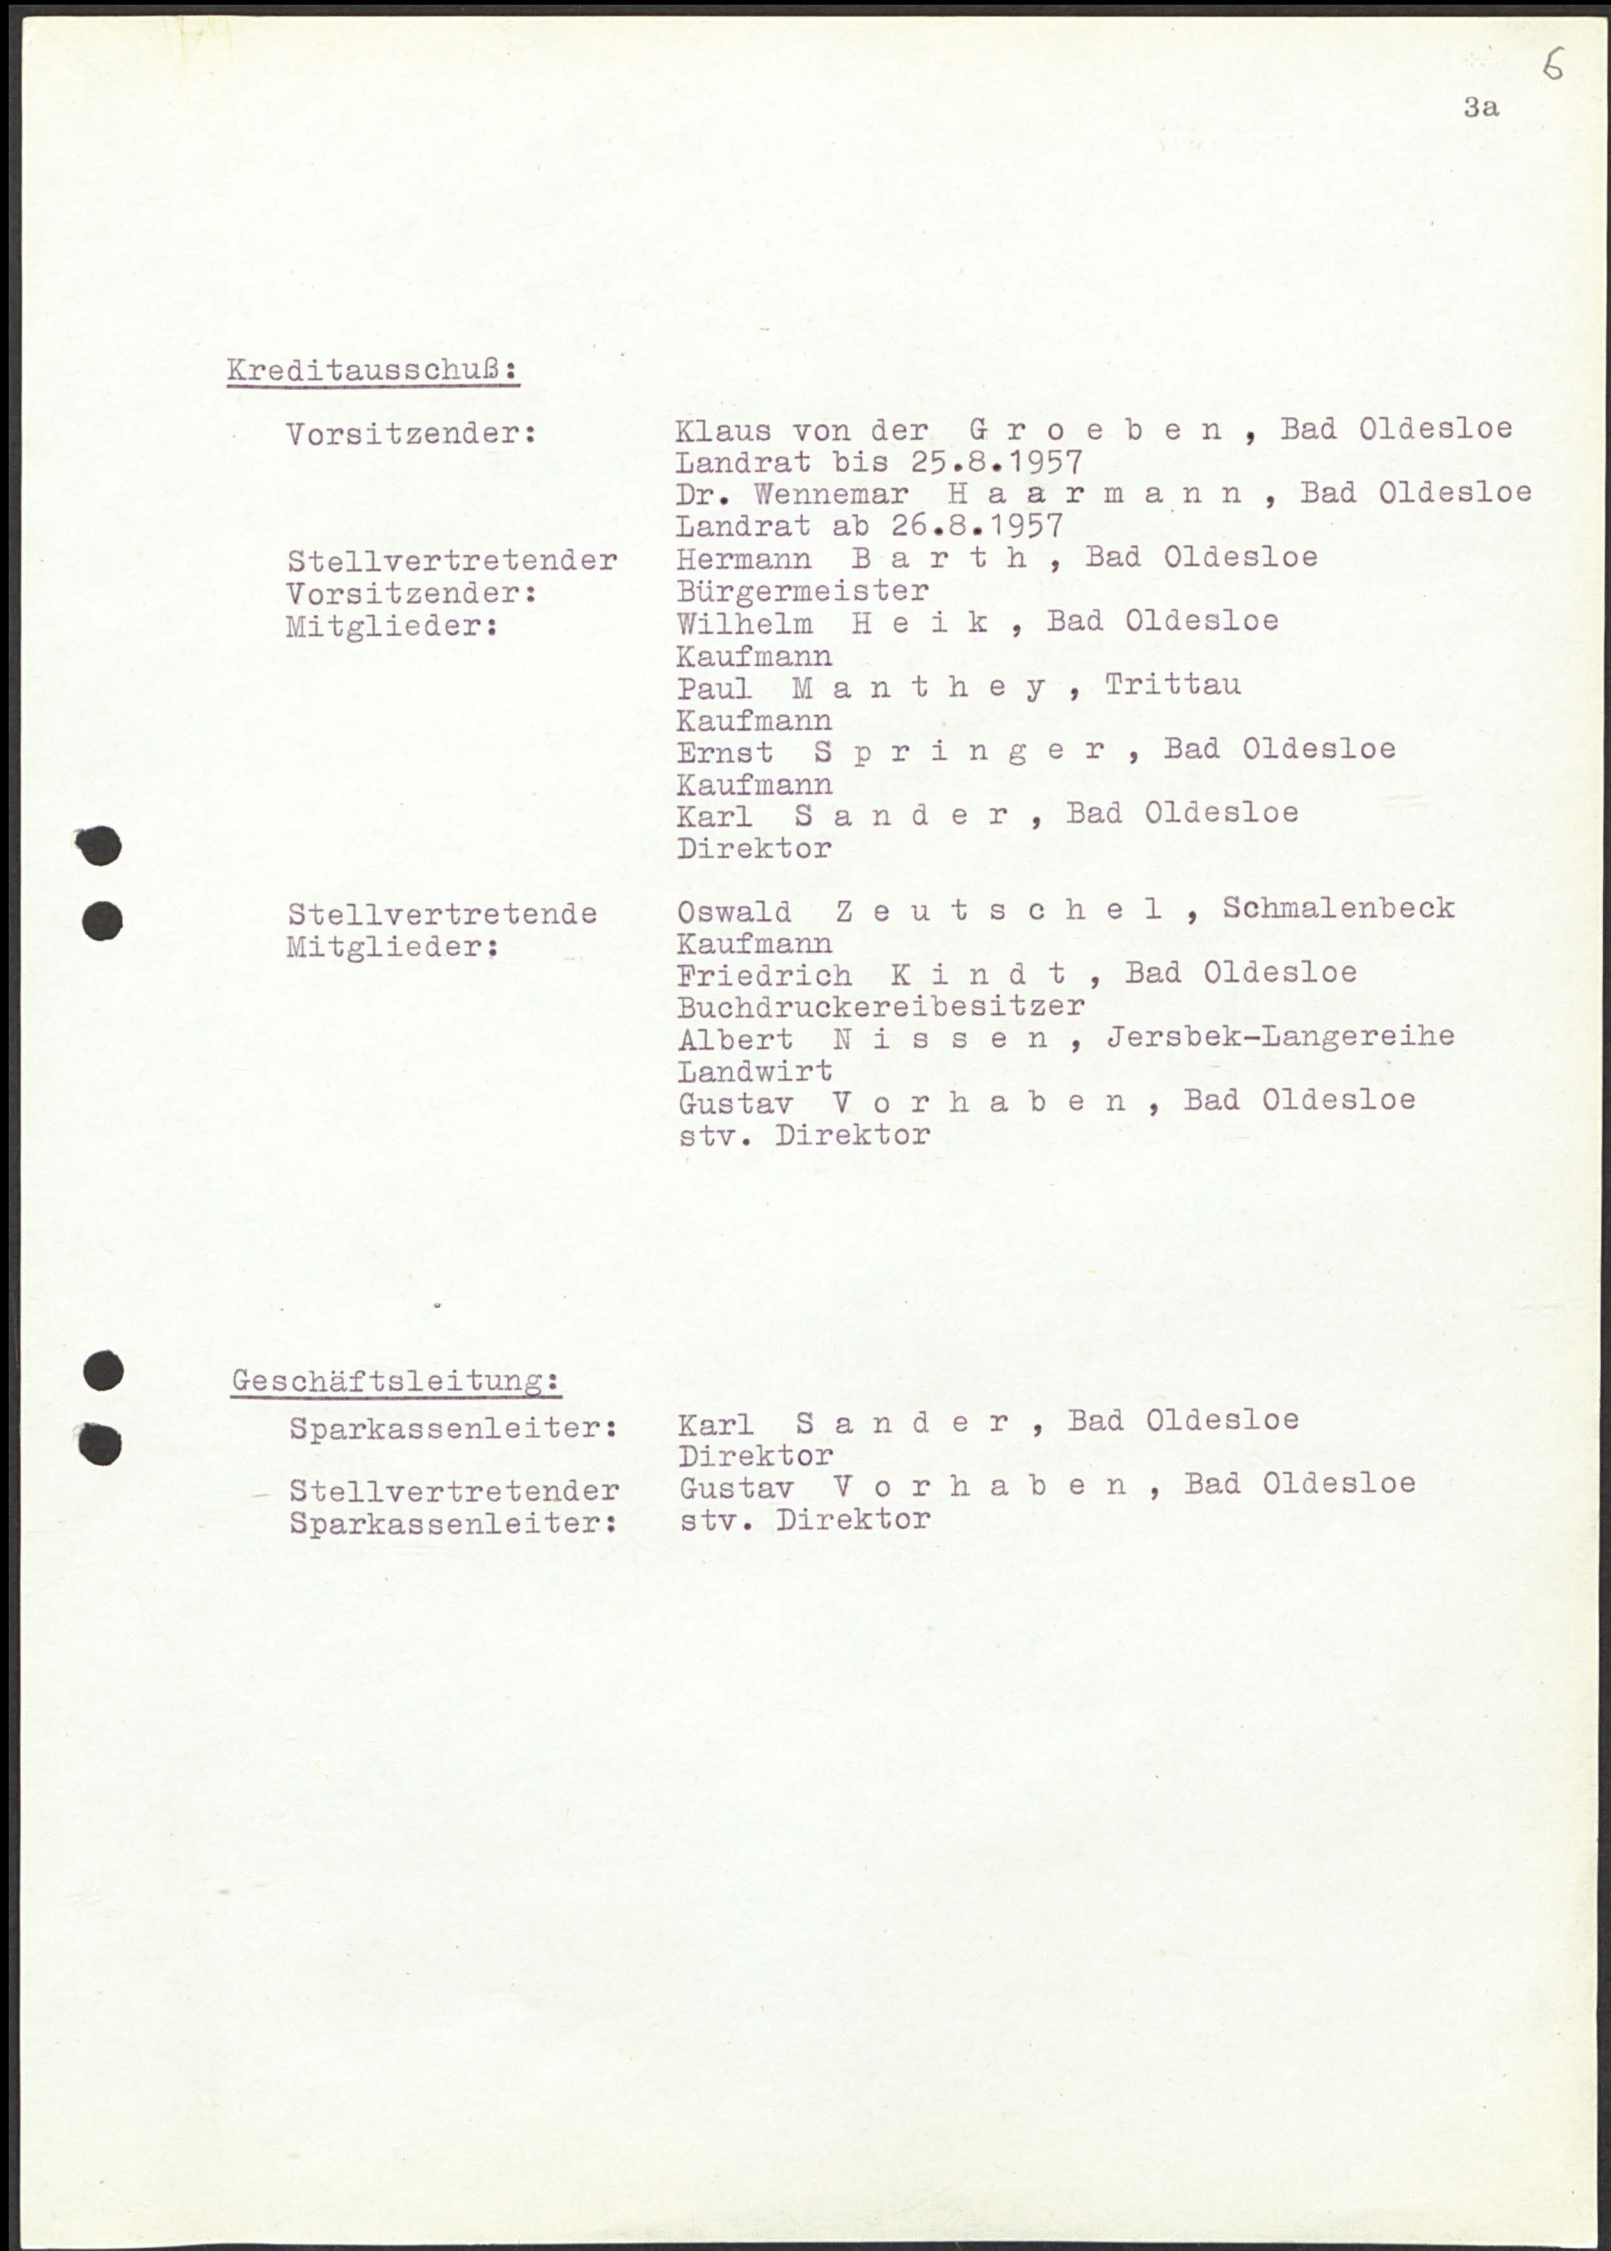 6
3a
Kreditausschuß:
Vorsitzender: Klaus von der G r o e b e n , Bad Oldesloe
Landrat bis 25.8.1957
Dr. Wennemar H a a r m a n n , Bad Oldesloe
Landrat ab 26.8.1957
Stellvertretender Hermann B a r t h , Bad Oldesloe
Vorsitzender: Bürgermeister
Mitglieder: Wilhelm H e i k , Bad Oldesloe
Kaufmann
Paul M a n t h e y , Trittau
Kaufmann
Ernst S p r i n g e r , Bad Oldesloe
Kaufmann
Karl S a n d e r , Bad Oldesloe
Direktor
Stellvertretende Oswald Z e u t s c h e l , Schmalenbeck
Mitglieder: Kaufmann
Friedrich K i n d t , Bad Oldesloe
Buchdruckereibesitzer
Albert N i s s e n , Jersbek-Langereihe
Landwirt
Gustav V o r h a b e n , Bad Oldesloe
stv. Direktor
Geschäftsleitung:
Sparkassenleiter: Karl S a n d e r , Bad Oldesloe
Direktor
Stellvertretender Gustav V o r h a b e n , Bad Oldesloe
Sparkassenleiter: stv. Direktor